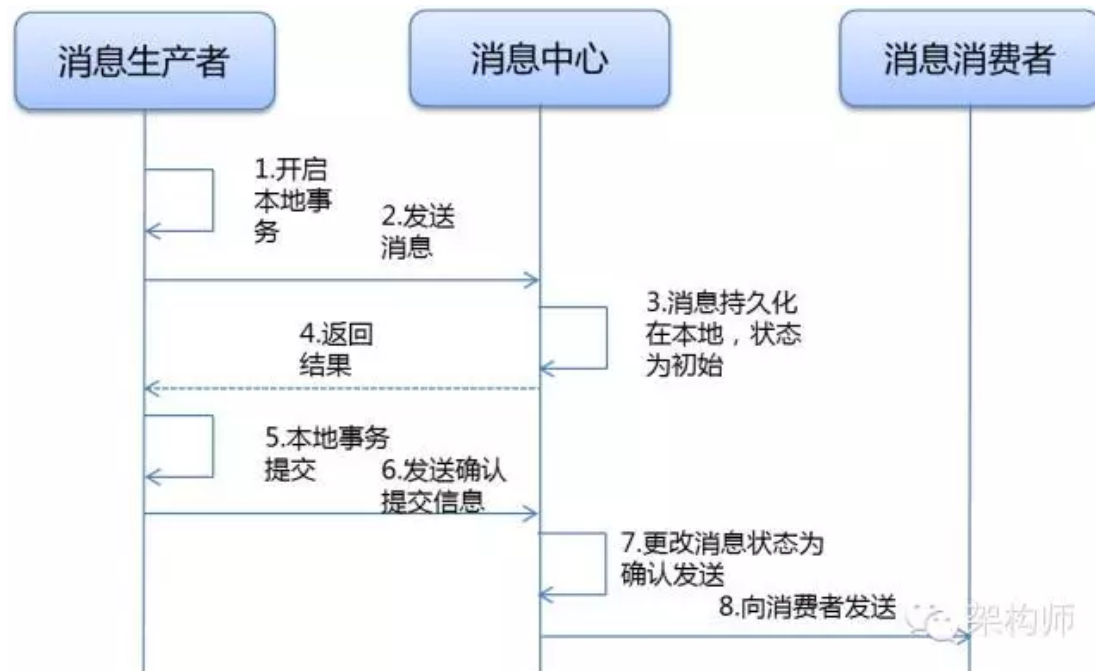 消息生产者
消息中心
消息消费者
1.开启
本地事
务
2.发送
消息
3.消息持久化
在本地，状态
为初始
4.返回
结果
5.本地事务
提交
6.发送确认
提交信息
7.更改消息状态为
确认发送
8.向消费者发送
架构师